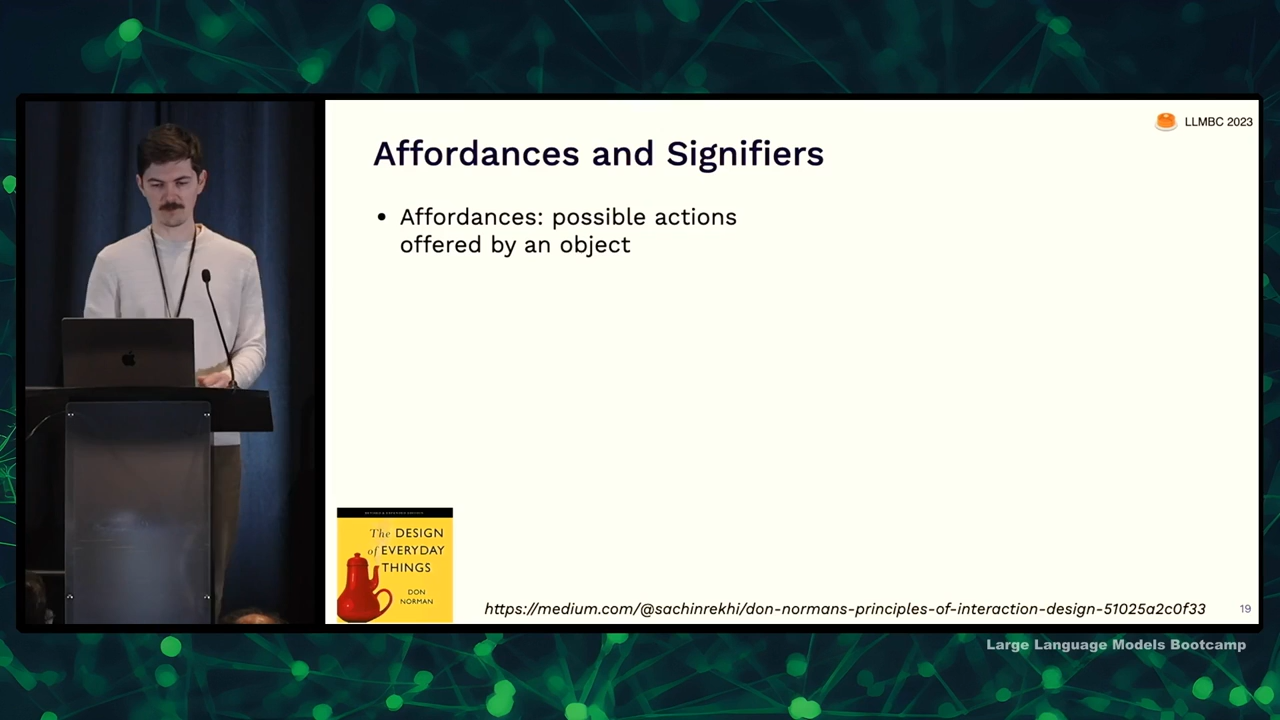 LLMBC 2023
Affordances and Signifiers
• Affordances: possible actions
offered by an object
The DESIGN
of EVERYDAY
THINGS
DON
NORMAN
https://medium.com/@sachinrekhi/don-normans-principles-of-interaction-design-51025a2c0f33
19
Large Language Models Bootcamp